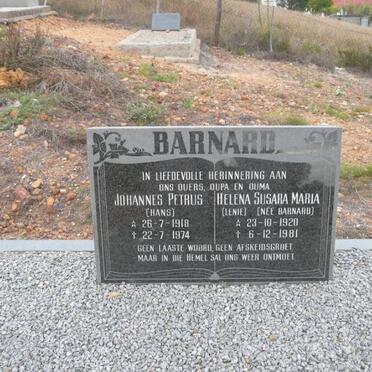 BARNARD
IN LIEFDEVOLLE HERINNERING AAN
ONS OUERS, OUPA EN OUMA
JOHANNES PETRUS
(HANS)
* 26-7-1918
† 22-7-1974
HELENA SUSARA MARIA
(LENIE) (NÉE BARNARD)
* 23-10-1920
† 6-12-1981
GEEN LAASTE WOORD, GEEN AFSKEIDSGROET,
MAAR IN DIE HEMEL SAL ONS WEER ONTMOET.